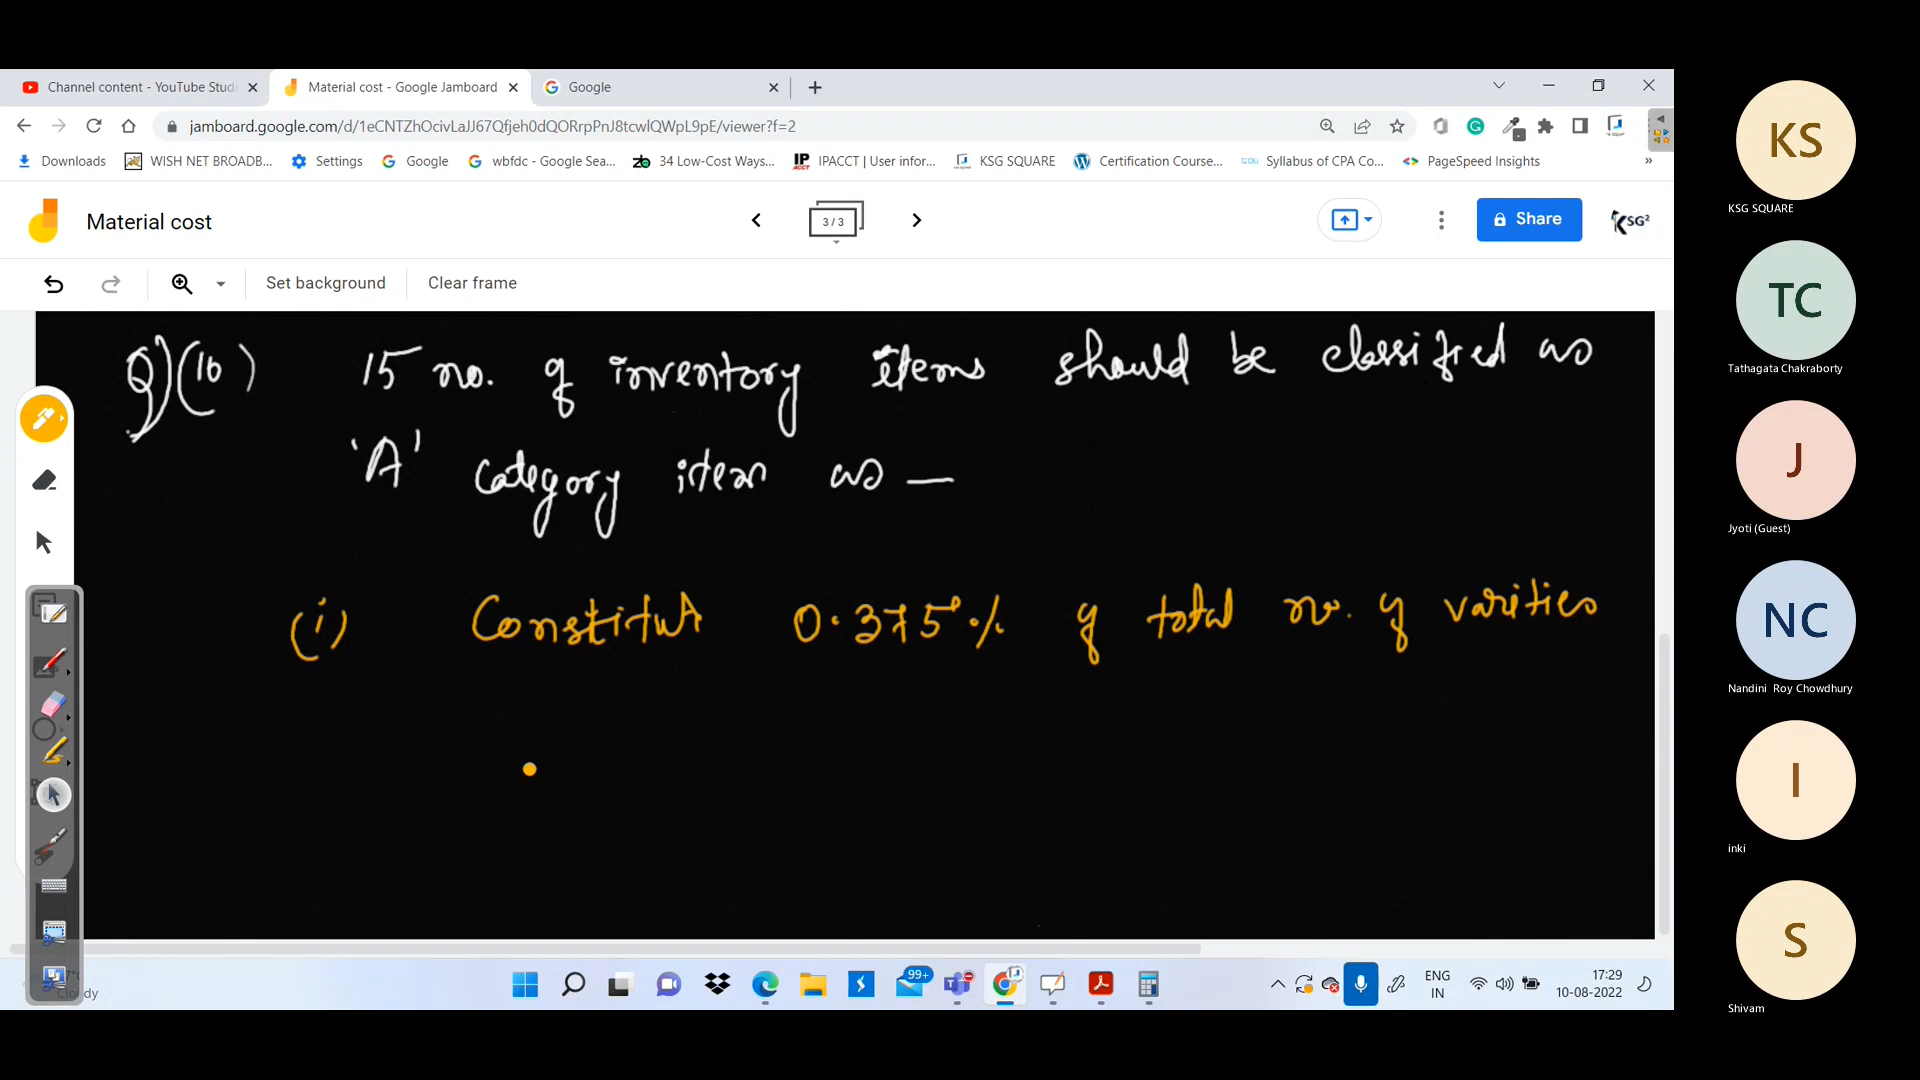 Channel content - YouTube Studi
Material cost - Google Jamboard
Google
jamboard.google.com/d/1eCNTZhOcivLaJJ67Qfjeh0dQORrpPnJ8tcwlQWpL9pE/viewer?f=2
Downloads WISH NET BROADB... Settings Google wbfdc - Google Sea... 34 Low-Cost Ways... IPACCT | User infor... KSG SQUARE Certification Course... Syllabus of CPA Co... PageSpeed Insights »
Material cost
3 / 3
Share
KSG²
Set background Clear frame
Q)(16) 15 no. of inventory items should be classified as
'A' category item as —
(i) Constitute 0.375% of total no. of varities
Cloudy
99+
ENG
IN
17:29
10-08-2022
KS
KSG SQUARE
TC
Tathagata Chakraborty
J
Jyoti (Guest)
NC
Nandini Roy Chowdhury
I
inki
S
Shivam